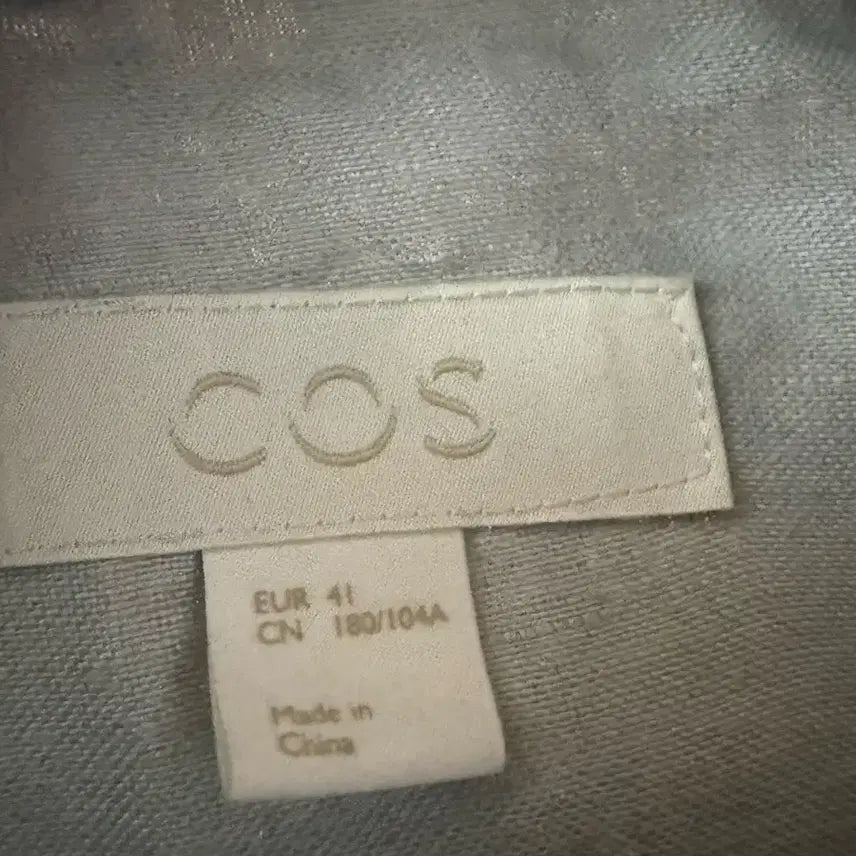 COS
EUR 41
CN 180/104A
Made in
China